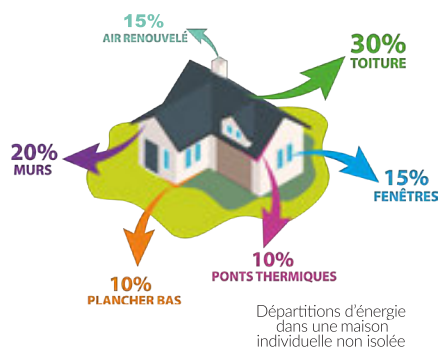 15%
AIR RENOUVELÉ
30%
TOITURE
20%
MURS
15%
FENÊTRES
10%
PONTS THERMIQUES
10%
PLANCHER BAS
Départitions d’énergie
dans une maison
individuelle non isolée